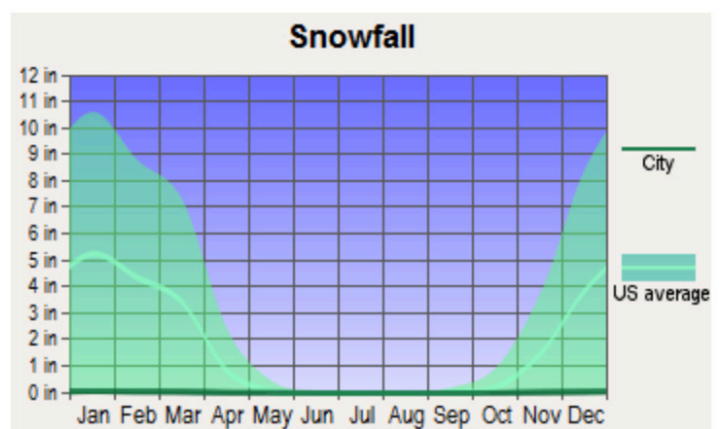 Snowfall
12 in
11 in
10 in
9 in
8 in
7 in
6 in
5 in
4 in
3 in
2 in
1 in
0 in
Jan Feb Mar Apr May Jun Jul Aug Sep Oct Nov Dec
City
US average